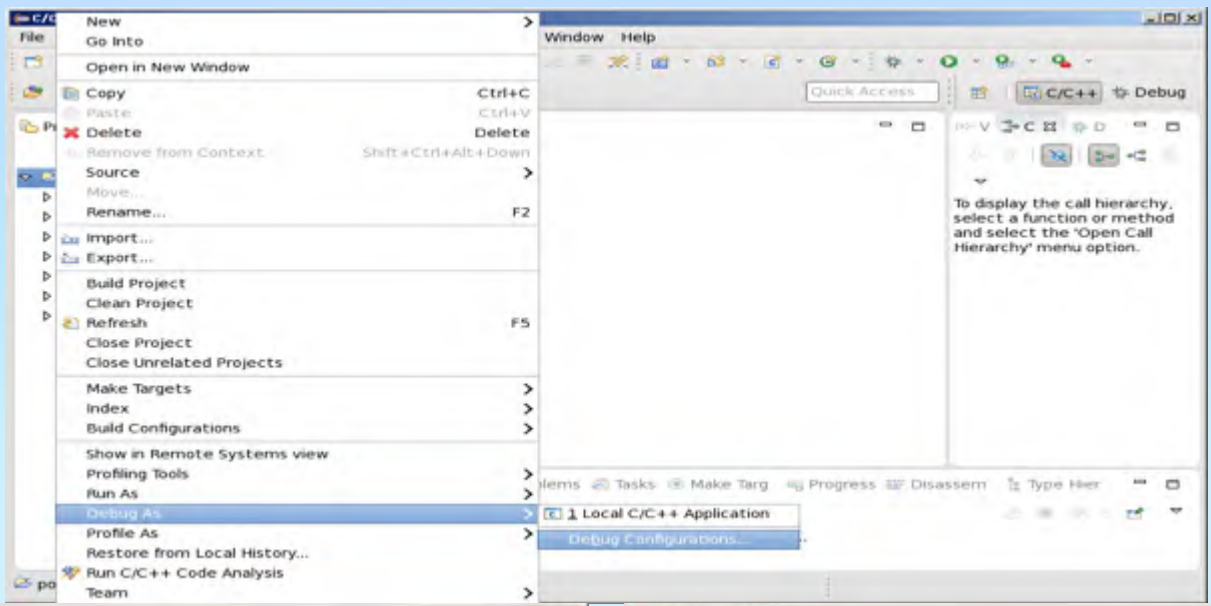 C/C
File
Window Help
Quick Access
C/C++
Debug
New
Go Into
Open in New Window
Copy Ctrl+C
Paste Ctrl+V
Delete Delete
Remove from Context Shift+Ctrl+Alt+Down
Source
Move...
Rename... F2
Import...
Export...
Build Project
Clean Project
Refresh F5
Close Project
Close Unrelated Projects
Make Targets
Index
Build Configurations
Show in Remote Systems view
Profiling Tools
Run As
Debug As
Profile As
Restore from Local History...
Run C/C++ Code Analysis
Team
1 Local C/C++ Application
Debug Configurations...
V C D
To display the call hierarchy,
select a function or method
and select the 'Open Call
Hierarchy' menu option.
lems Tasks Make Targ Progress Disassem Type Hier
Pr
po